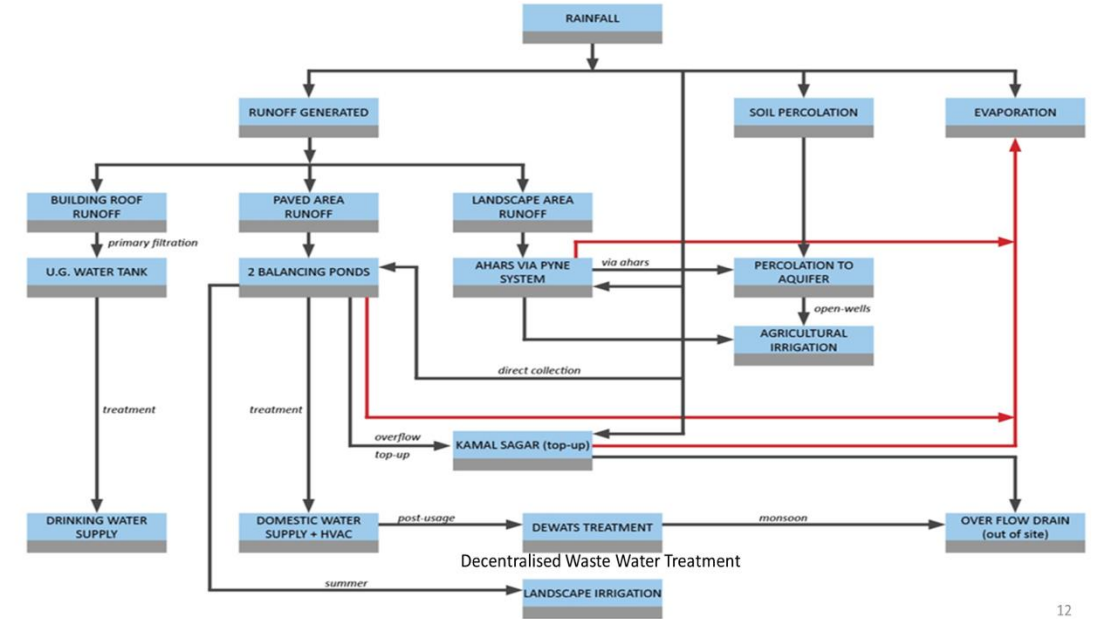 RAINFALL
RUNOFF GENERATED
SOIL PERCOLATION
EVAPORATION
BUILDING ROOF
RUNOFF
PAVED AREA
RUNOFF
LANDSCAPE AREA
RUNOFF
primary filtration
U.G. WATER TANK
2 BALANCING PONDS
AHARS VIA PYNE
SYSTEM
via ahars
PERCOLATION TO
AQUIFER
open-wells
AGRICULTURAL
IRRIGATION
direct collection
treatment
treatment
overflow
top-up
KAMAL SAGAR (top-up)
DRINKING WATER
SUPPLY
DOMESTIC WATER
SUPPLY + HVAC
post-usage
DEWATS TREATMENT
monsoon
OVER FLOW DRAIN
(out of site)
Decentralised Waste Water Treatment
summer
LANDSCAPE IRRIGATION
12